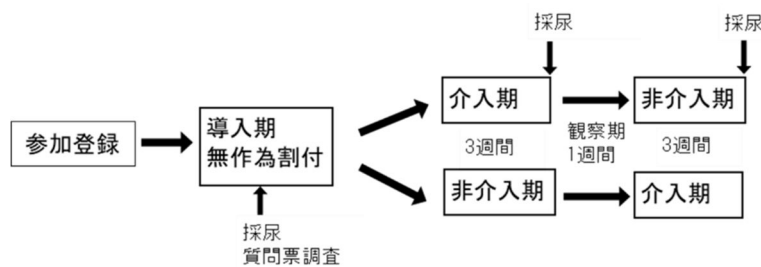 採尿
採尿
介入期
非介入期
参加登録
導入期
無作為割付
3週間
観察期
1週間
3週間
非介入期
介入期
採尿
質問票調査